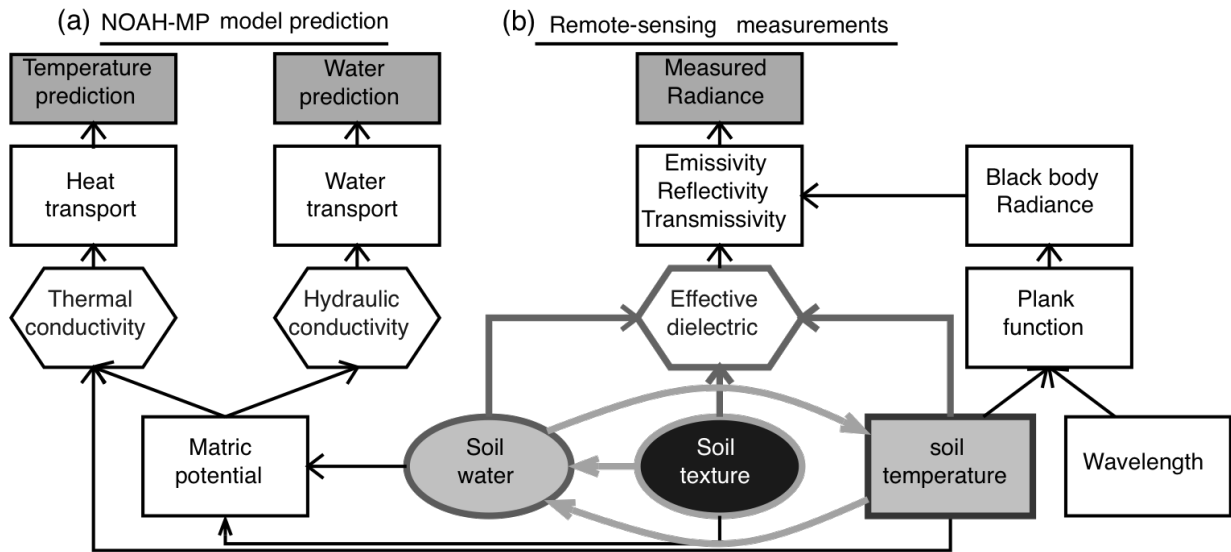 (a) NOAH-MP model prediction
(b) Remote-sensing measurements
Temperature
prediction
Water
prediction
Measured
Radiance
Heat
transport
Water
transport
Emissivity
Reflectivity
Transmissivity
Black body
Radiance
Thermal
conductivity
Hydraulic
conductivity
Effective
dielectric
Plank
function
Matric
potential
Soil
water
Soil
texture
soil
temperature
Wavelength